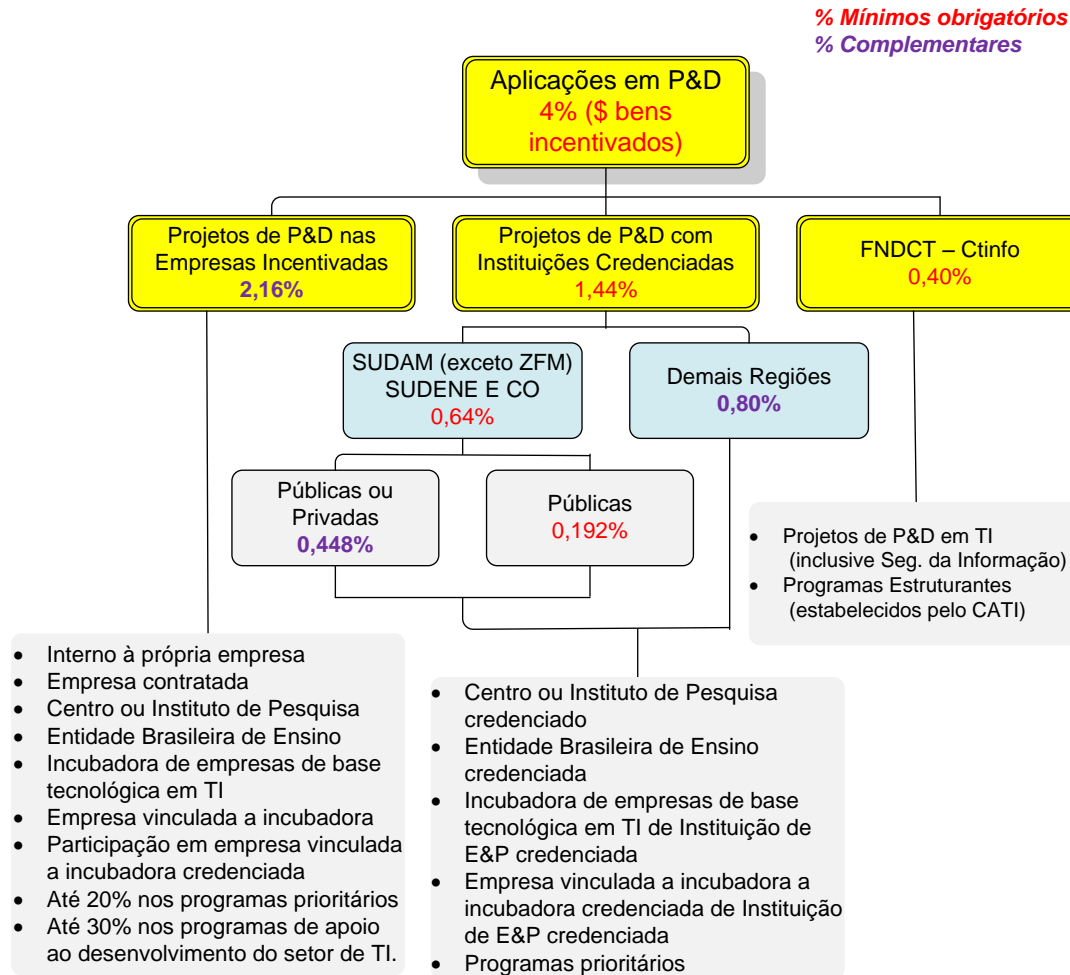 % Mínimos obrigatórios
% Complementares
Aplicações em P&D
4% ($ bens
incentivados)
Projetos de P&D nas
Empresas Incentivadas
2,16%
Projetos de P&D com
Instituições Credenciadas
1,44%
FNDCT – Ctinfo
0,40%
SUDAM (exceto ZFM)
SUDENE E CO
0,64%
Demais Regiões
0,80%
Públicas ou
Privadas
0,448%
Públicas
0,192%
• Projetos de P&D em TI
(inclusive Seg. da Informação)
• Programas Estruturantes
(estabelecidos pelo CATI)
• Interno à própria empresa
• Empresa contratada
• Centro ou Instituto de Pesquisa
• Entidade Brasileira de Ensino
• Incubadora de empresas de base
tecnológica em TI
• Empresa vinculada a incubadora
• Participação em empresa vinculada
a incubadora credenciada
• Até 20% nos programas prioritários
• Até 30% nos programas de apoio
ao desenvolvimento do setor de TI.
• Centro ou Instituto de Pesquisa
credenciado
• Entidade Brasileira de Ensino
credenciada
• Incubadora de empresas de base
tecnológica em TI de Instituição de
E&P credenciada
• Empresa vinculada a incubadora a
incubadora credenciada de Instituição
de E&P credenciada
• Programas prioritários